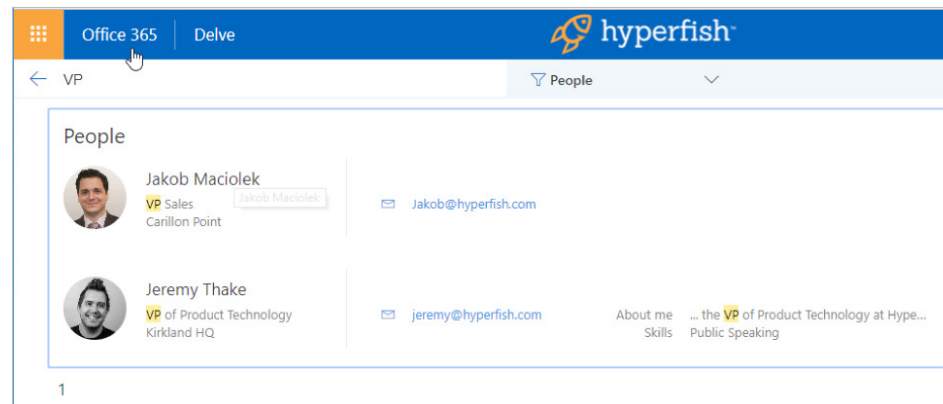 Office 365 Delve hyperfish™
VP People
People
Jakob Maciolek
Jakob Maciolek
VP Sales
Jakob@hyperfish.com
Carillon Point
Jeremy Thake
VP of Product Technology
jeremy@hyperfish.com About me ... the VP of Product Technology at Hype...
Kirkland HQ Skills Public Speaking
1